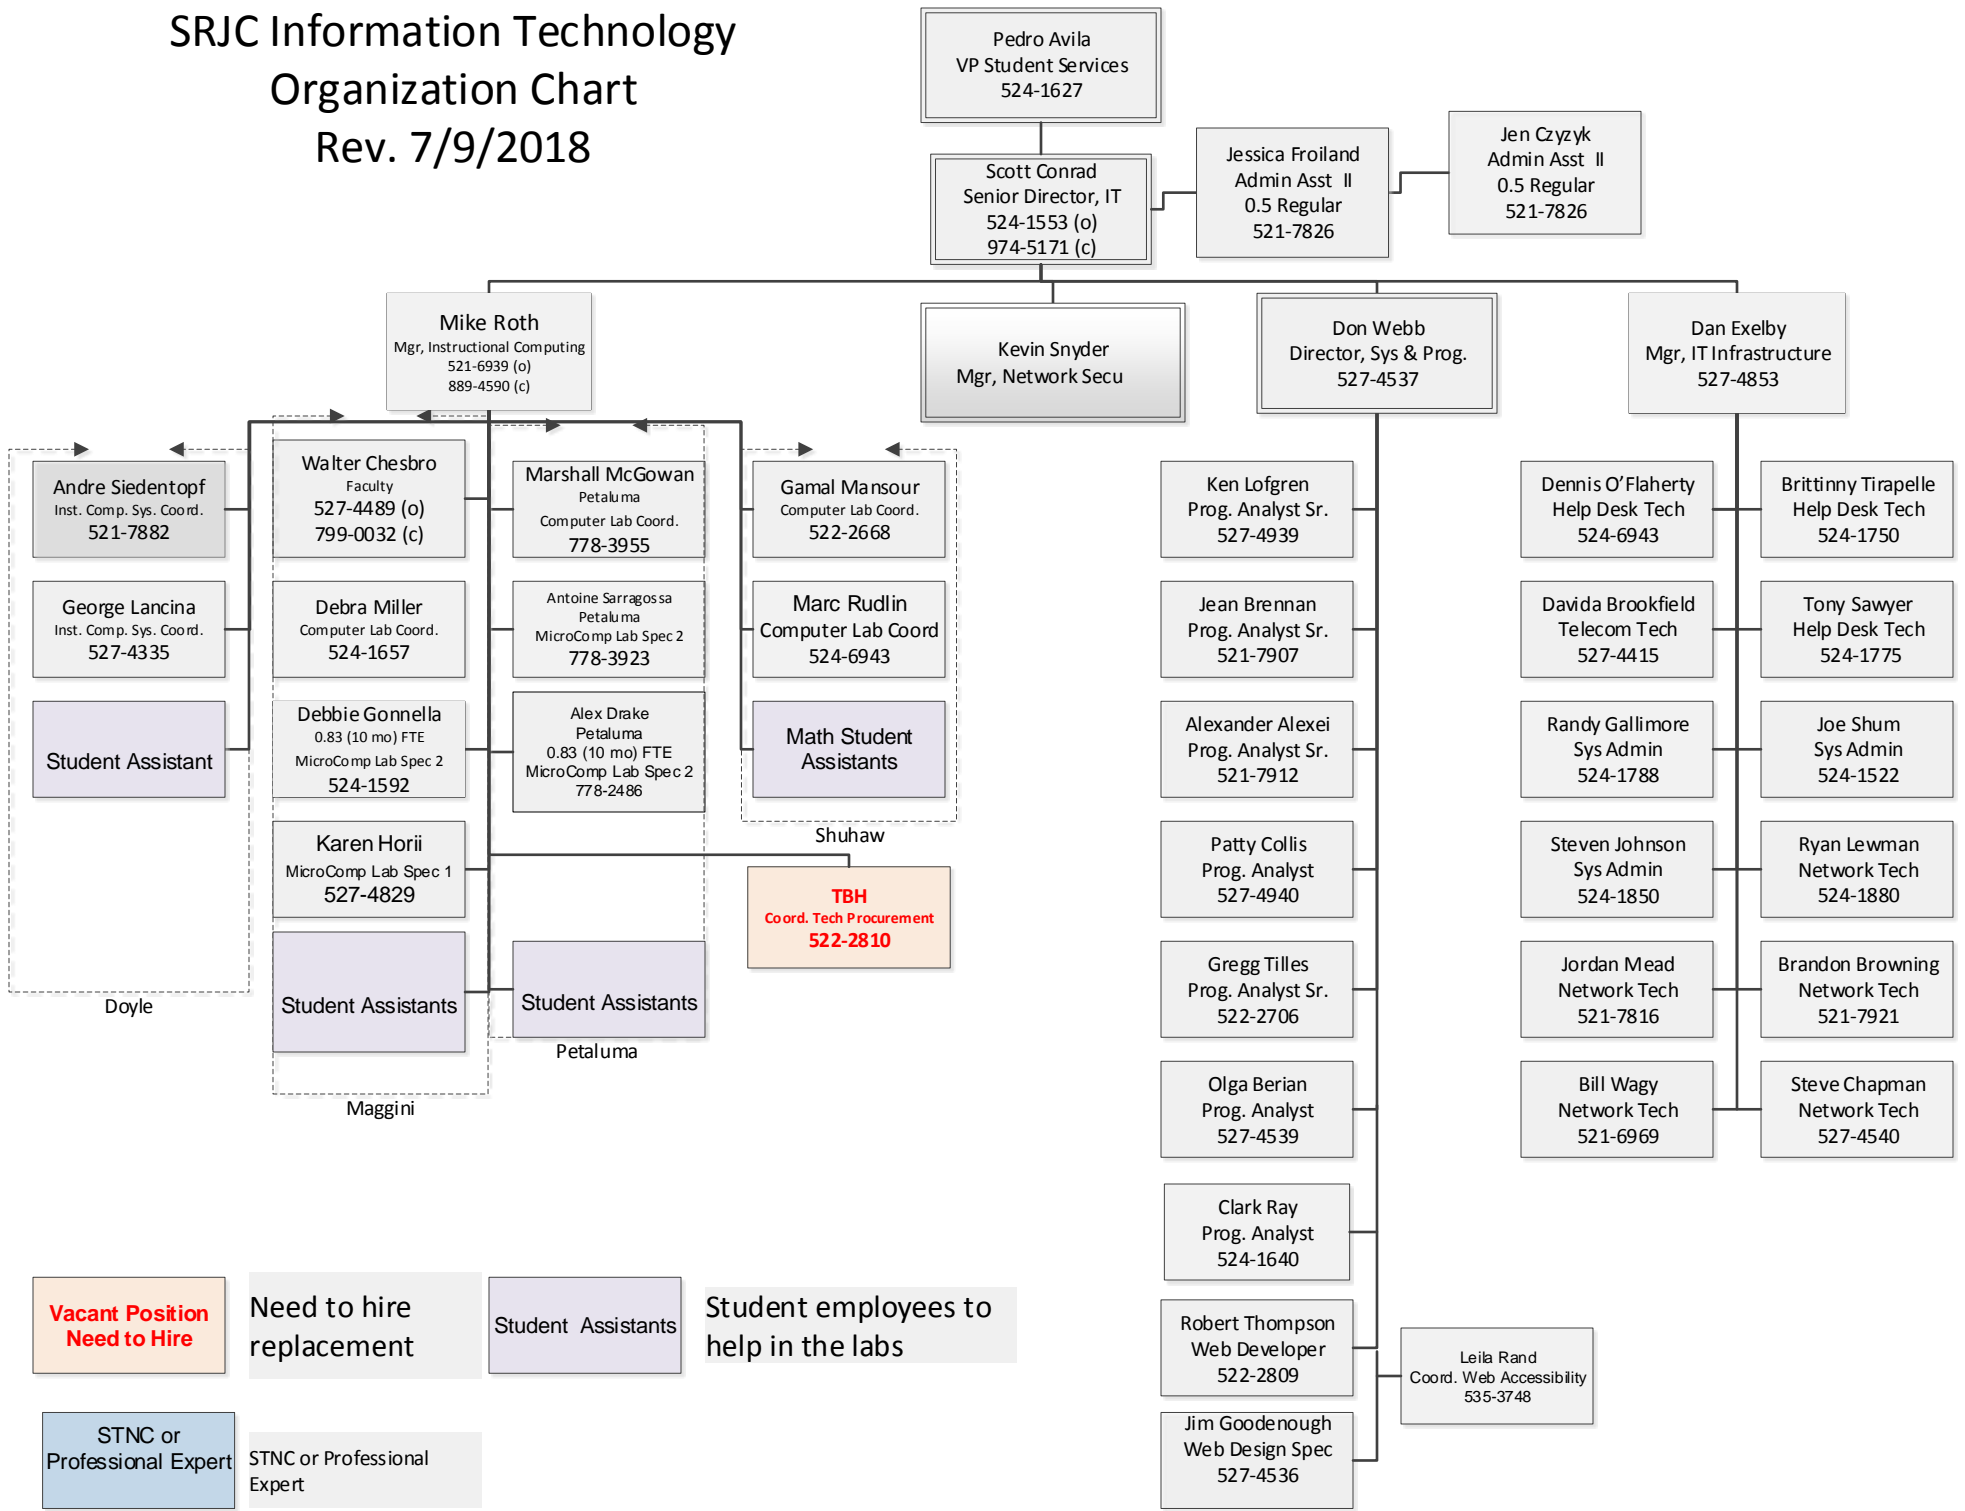 SRJC Information Technology
Organization Chart
Rev. 7/9/2018
Pedro Avila
VP Student Services
524-1627
Scott Conrad
Senior Director, IT
524-1553 (o)
974-5171 (c)
Jessica Froiland
Admin Asst II
0.5 Regular
521-7826
Jen Czyzyk
Admin Asst II
0.5 Regular
521-7826
Mike Roth
Mgr, Instructional Computing
521-6939 (o)
889-4590 (c)
Kevin Snyder
Mgr, Network Secu
Don Webb
Director, Sys & Prog.
527-4537
Dan Exelby
Mgr, IT Infrastructure
527-4853
Andre Siedentopf
Inst. Comp. Sys. Coord.
521-7882
George Lancina
Inst. Comp. Sys. Coord.
527-4335
Student Assistant
Doyle
Walter Chesbro
Faculty
527-4489 (o)
799-0032 (c)
Debra Miller
Computer Lab Coord.
524-1657
Debbie Gonnella
0.83 (10 mo) FTE
MicroComp Lab Spec 2
524-1592
Karen Horii
MicroComp Lab Spec 1
527-4829
Student Assistants
Maggini
Marshall McGowan
Petaluma
Computer Lab Coord.
778-3955
Antoine Sarragossa
Petaluma
MicroComp Lab Spec 2
778-3923
Alex Drake
Petaluma
0.83 (10 mo) FTE
MicroComp Lab Spec 2
778-2486
Student Assistants
Petaluma
Gamal Mansour
Computer Lab Coord.
522-2668
Marc Rudlin
Computer Lab Coord
524-6943
Math Student
Assistants
Shuhaw
TBH
Coord. Tech Procurement
522-2810
Ken Lofgren
Prog. Analyst Sr.
527-4939
Jean Brennan
Prog. Analyst Sr.
521-7907
Alexander Alexei
Prog. Analyst Sr.
521-7912
Patty Collis
Prog. Analyst
527-4940
Gregg Tilles
Prog. Analyst Sr.
522-2706
Olga Berian
Prog. Analyst
527-4539
Clark Ray
Prog. Analyst
524-1640
Robert Thompson
Web Developer
522-2809
Jim Goodenough
Web Design Spec
527-4536
Leila Rand
Coord. Web Accessibility
535-3748
Dennis O’Flaherty
Help Desk Tech
524-6943
Brittinny Tirapelle
Help Desk Tech
524-1750
Davida Brookfield
Telecom Tech
527-4415
Tony Sawyer
Help Desk Tech
524-1775
Randy Gallimore
Sys Admin
524-1788
Joe Shum
Sys Admin
524-1522
Steven Johnson
Sys Admin
524-1850
Ryan Lewman
Network Tech
524-1880
Jordan Mead
Network Tech
521-7816
Brandon Browning
Network Tech
521-7921
Bill Wagy
Network Tech
521-6969
Steve Chapman
Network Tech
527-4540
Vacant Position
Need to Hire
Need to hire
replacement
Student Assistants
Student employees to
help in the labs
STNC or
Professional Expert
STNC or Professional
Expert